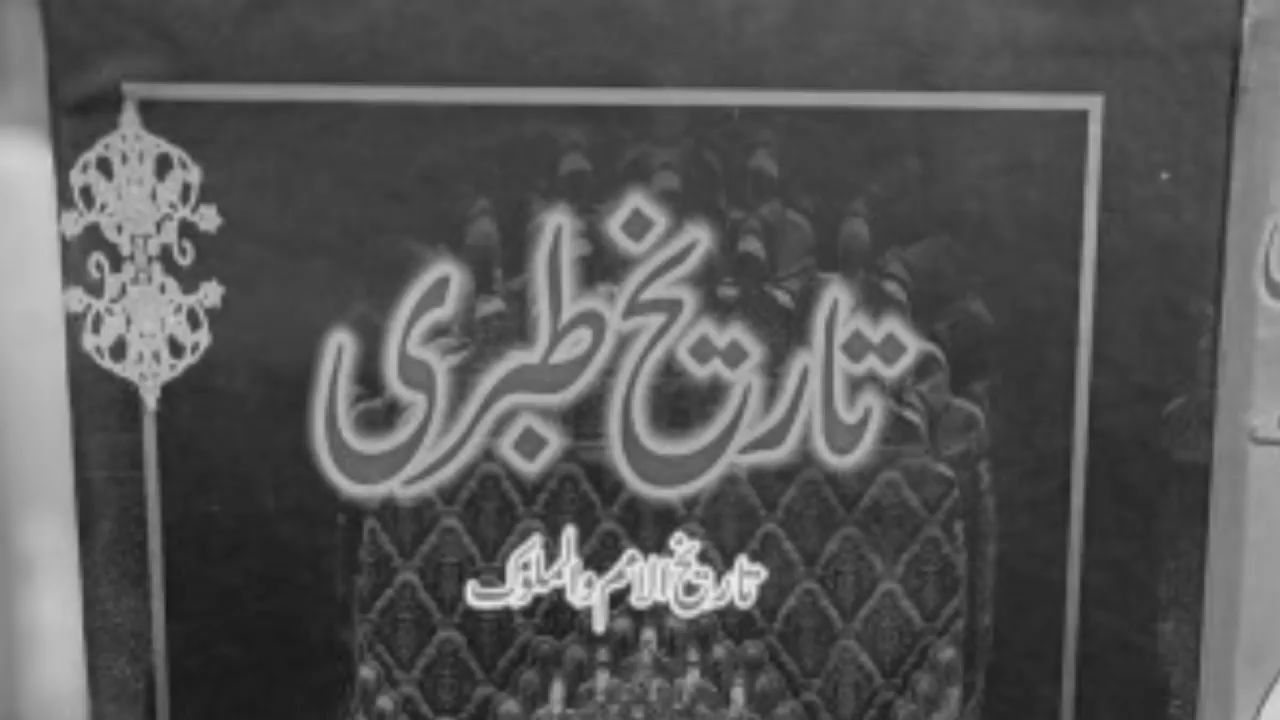 تاریخ طبری
تاریخ الامم والملوک